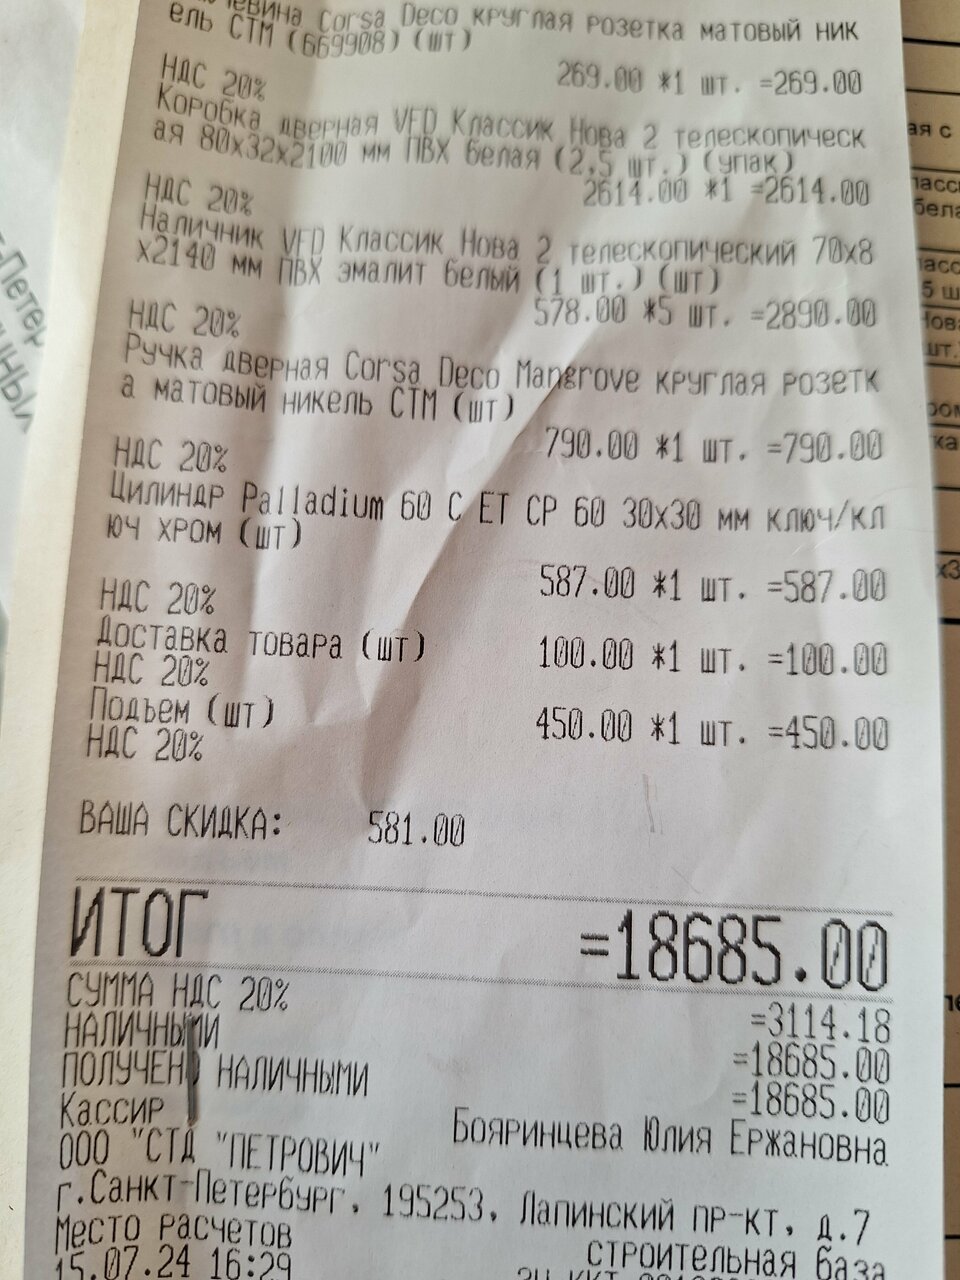 Corsa Deco круглая розетка матовый ник
ель СТМ (669908) (шт)
269.00 *1 шт. =269.00
НДС 20%
Коробка дверная VFD Классик Нова 2 телескопическ
ая 80х32х2100 мм ПВХ белая (2,5 шт.) (упак)
2614.00 *1 =2614.00
НДС 20%
Наличник VFD Классик Нова 2 телескопический 70х8
х2140 мм ПВХ эмалит белый (1 шт.) (шт)
578.00 *5 шт. =2890.00
НДС 20%
Ручка дверная Corsa Deco Mangrove круглая розетк
а матовый никель СТМ (шт)
790.00 *1 шт. =790.00
НДС 20%
Цилиндр Palladium 60 C ET CP 60 30х30 мм ключ/кл
юч хром (шт)
587.00 *1 шт. =587.00
НДС 20%
Доставка товара (шт)
100.00 *1 шт. =100.00
НДС 20%
Подъем (шт)
450.00 *1 шт. =450.00
НДС 20%
ВАША СКИДКА: 581.00
ИТОГ =18685.00
СУММА НДС 20% =3114.18
НАЛИЧНЫМИ =18685.00
ПОЛУЧЕНО НАЛИЧНЫМИ =18685.00
Кассир Бояринцева Юлия Ержановна
ООО "СТД "ПЕТРОВИЧ"
г.Санкт-Петербург, 195253, Лапинский пр-кт, д.7
Место расчетов строительная база
15.07.24 16:29